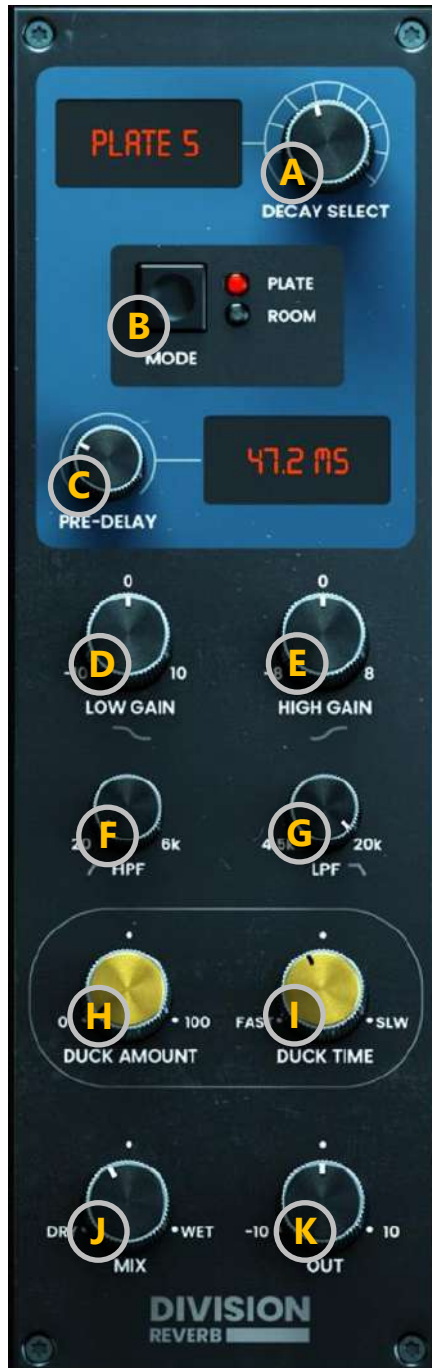 PLATE 5
A
DECAY SELECT
PLATE
B
ROOM
MODE
47.2 MS
C
PRE-DELAY
0 0
D E
10 8
LOW GAIN HIGH GAIN
F G
20 6k 20k
HPF LPF
H I
0 100 FAST SLW
DUCK AMOUNT DUCK TIME
J K
WET -10 10
MIX OUT
DIVISION
REVERB